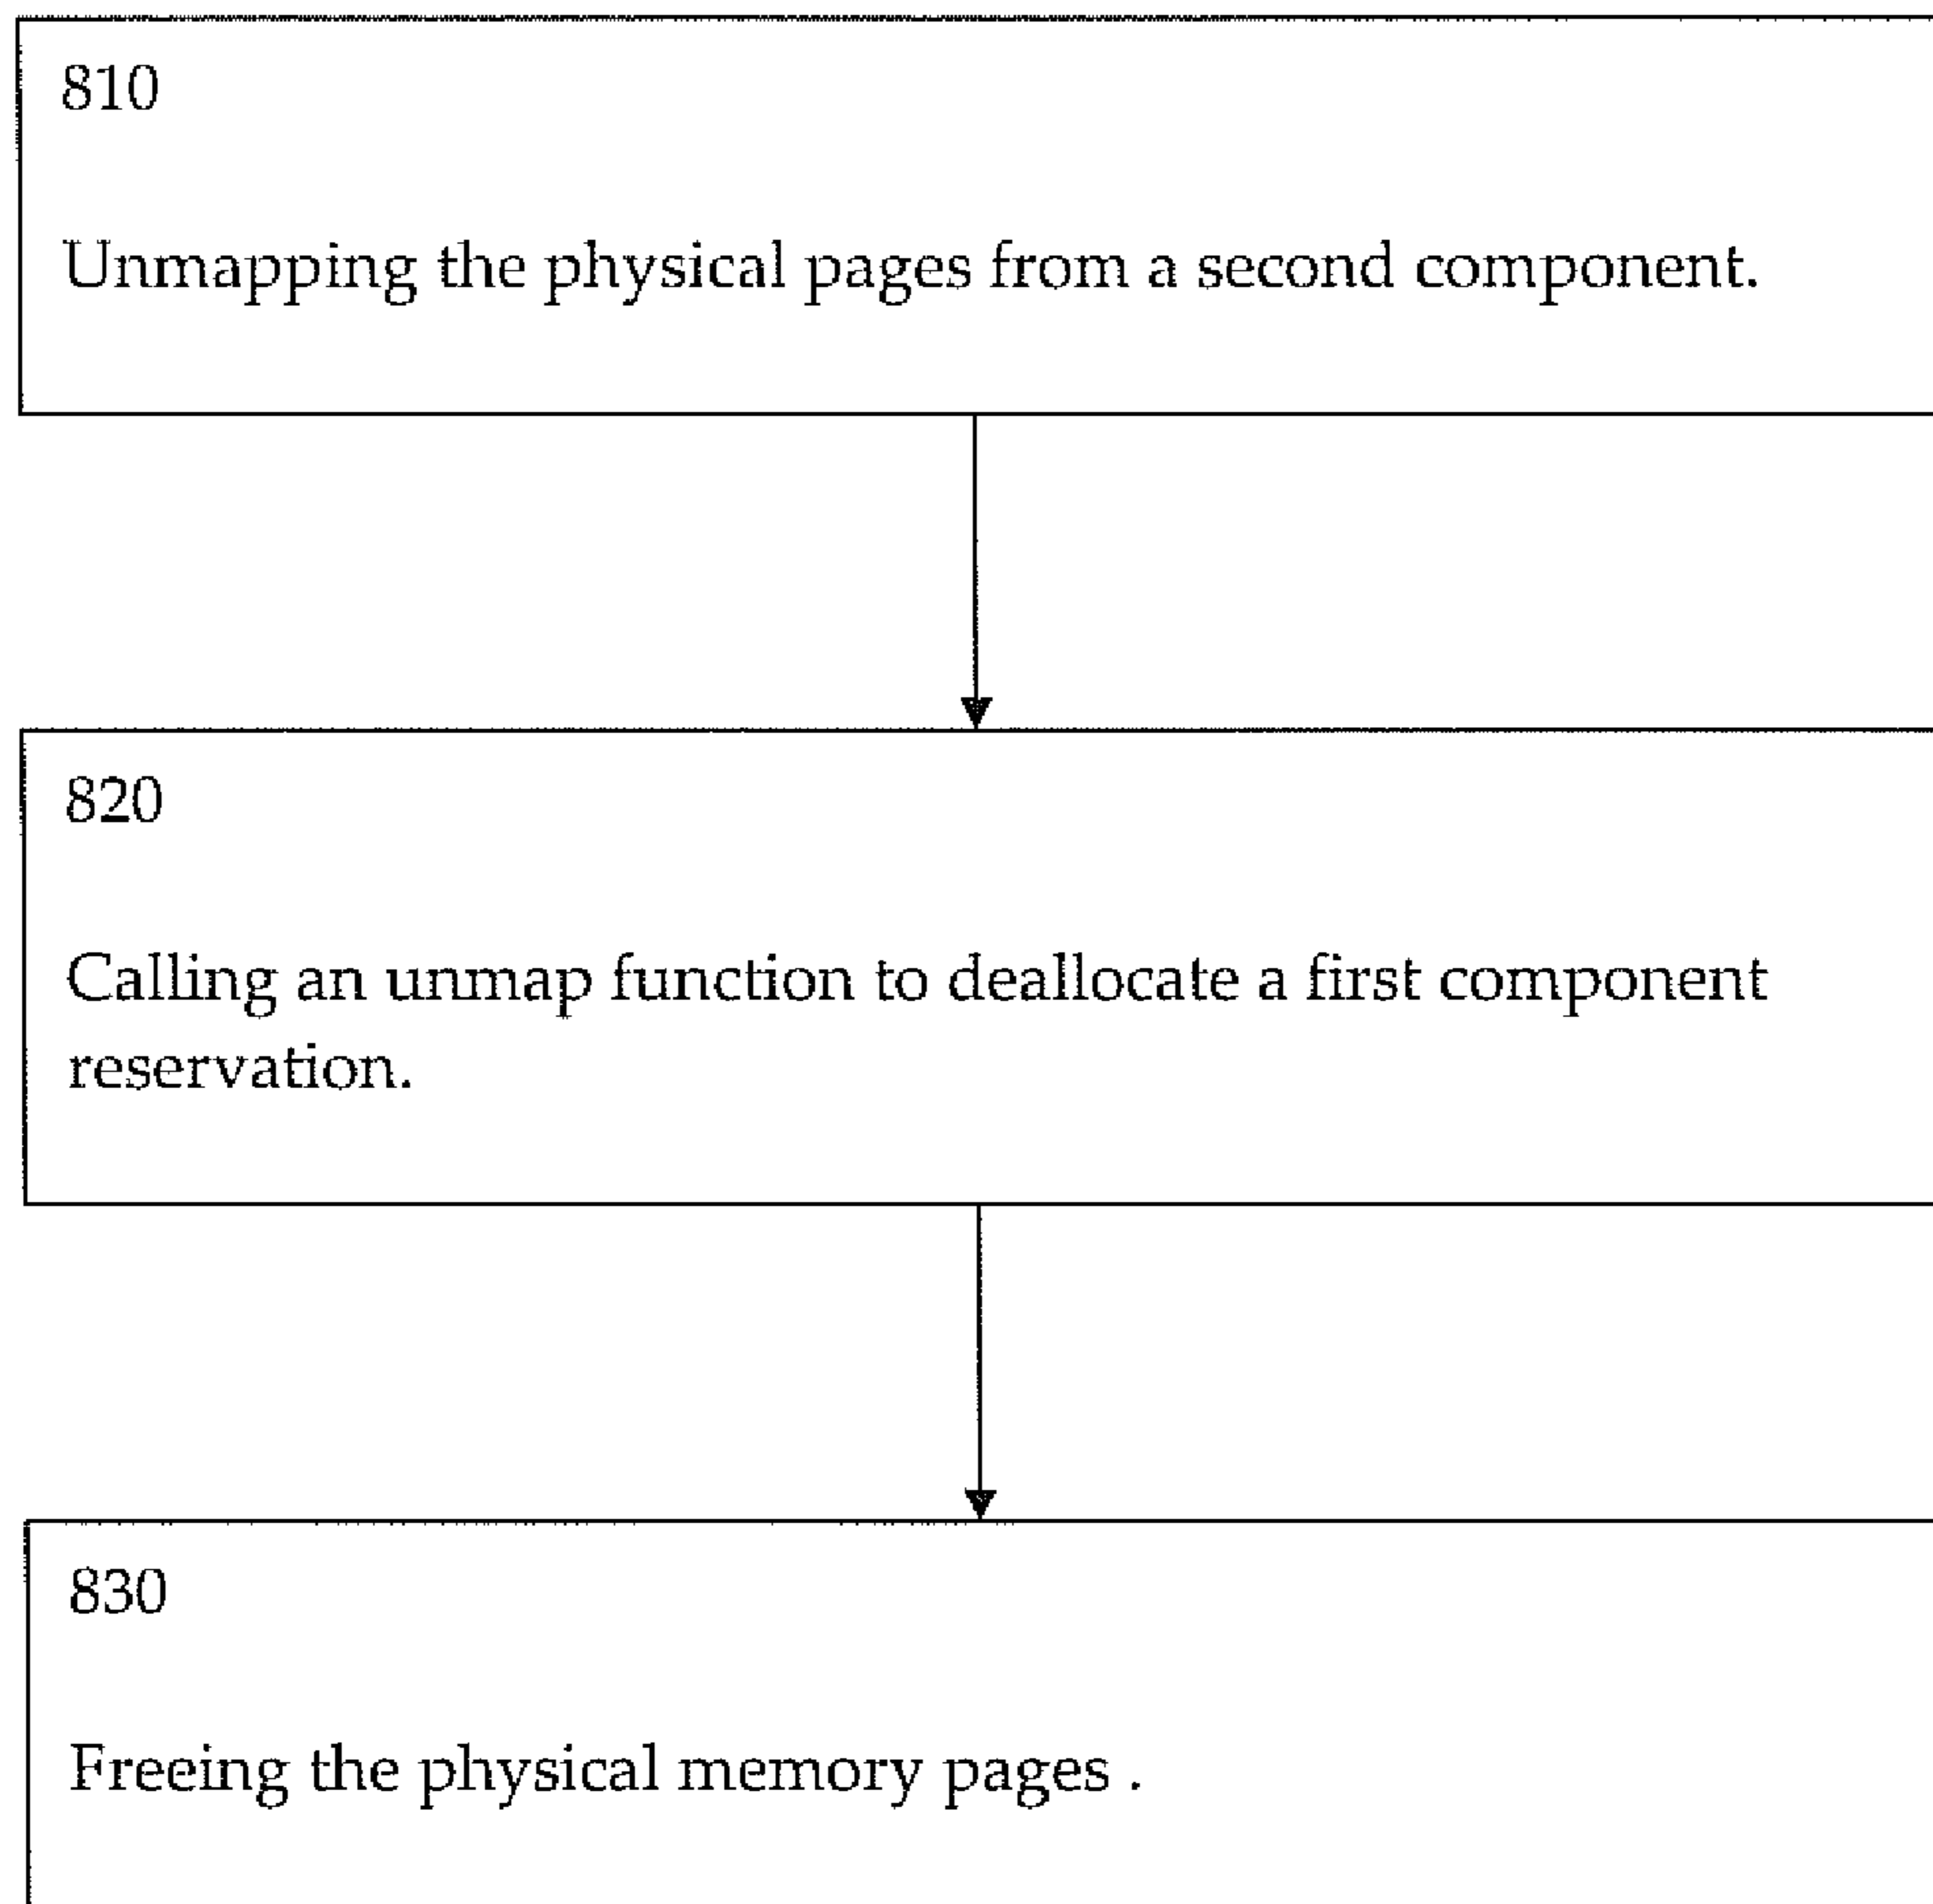 810
Unmapping the physical pages from a second component.
820
Calling an unmap function to deallocate a first component
reservation.
830
Freeing the physical memory pages .